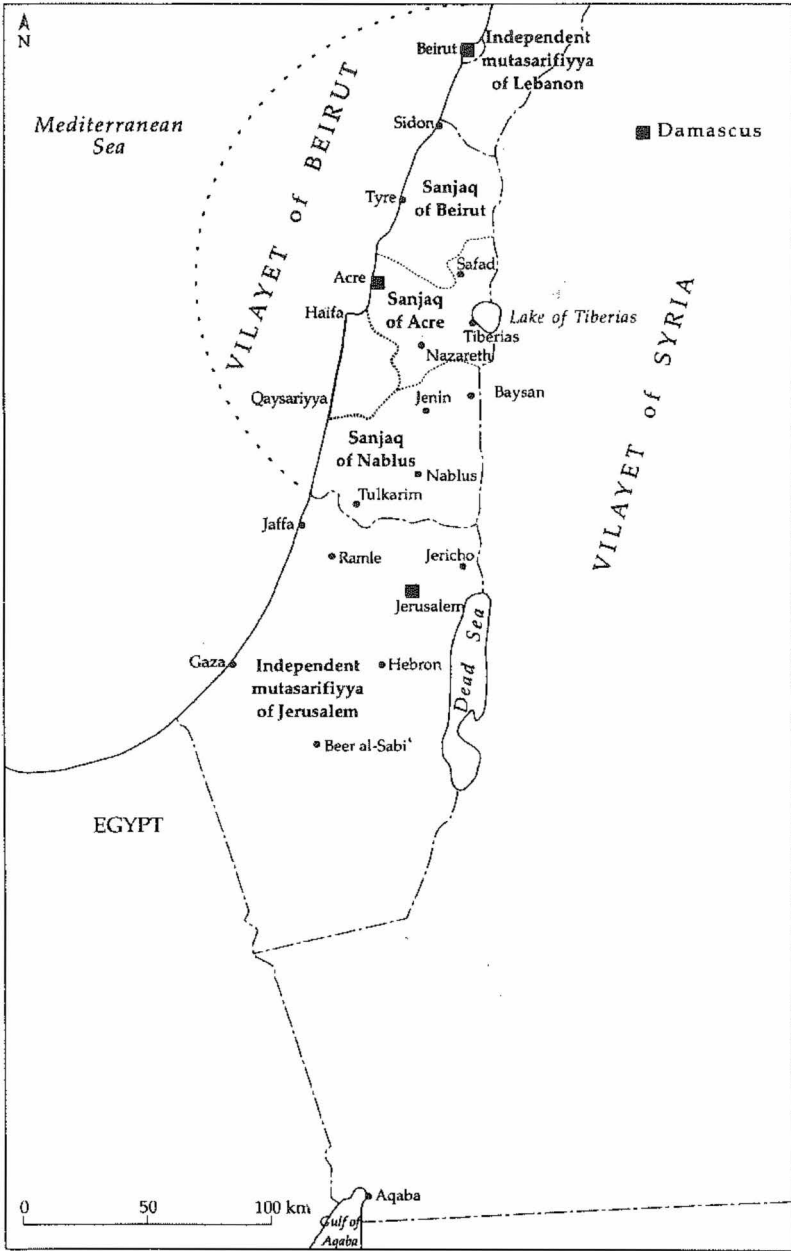 N
Independent
mutasarifiyya
of Lebanon
Beirut
Mediterranean
Sea
VILAYET of BEIRUT
Sidon
Damascus
Sanjaq
of Beirut
Tyre
Safad
Acre
Sanjaq
of Acre
Haifa
Lake of Tiberias
Tiberias
Nazareth
VILAYET of SYRIA
Qaysariyya
Jenin
Baysan
Sanjaq
of Nablus
Nablus
Tulkarim
Jaffa
Ramle
Jericho
Jerusalem
Dead Sea
Gaza
Independent
mutasarifiyya
of Jerusalem
Hebron
Beer al-Sabi‘
EGYPT
Aqaba
0 50 100 km
Gulf of
Aqaba